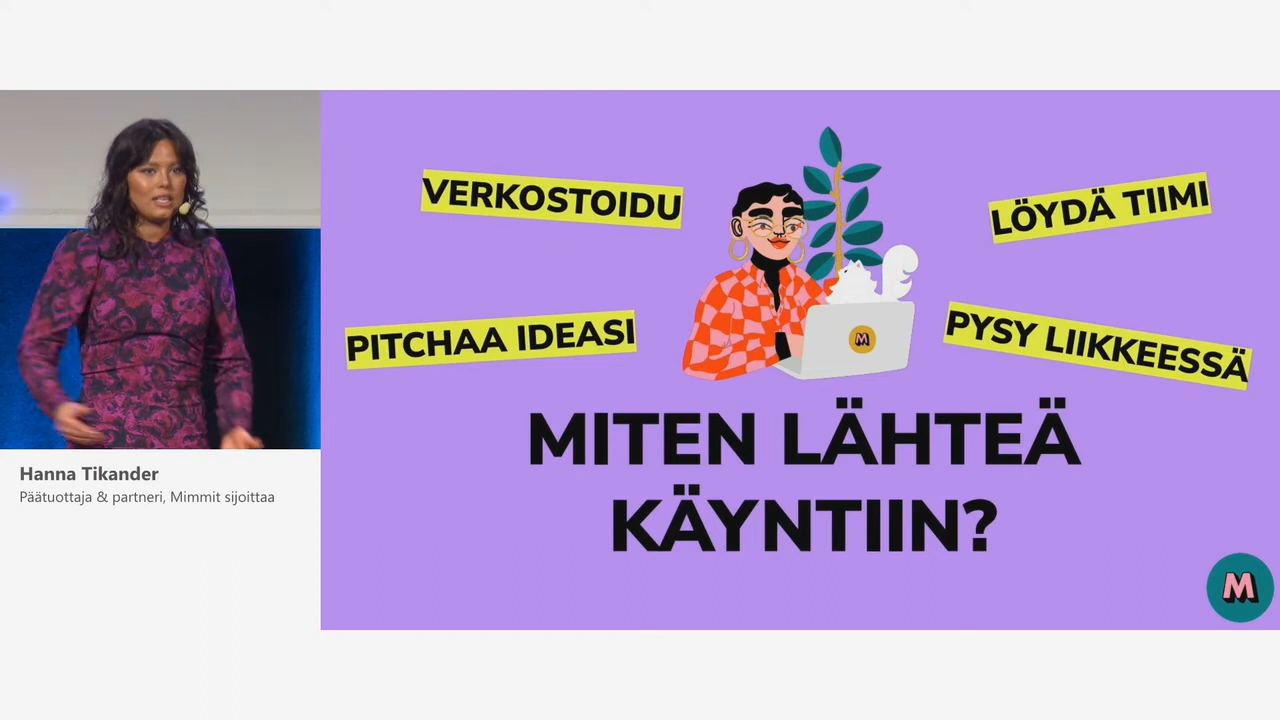 VERKOSTOIDU
LÖYDÄ TIIMI
PITCHAA IDEASI
PYSY LIIKKEESSÄ
M
MITEN LÄHTEÄ
KÄYNTIIN?
Hanna Tikander
Päätuottaja & partneri, Mimmit sijoittaa
M